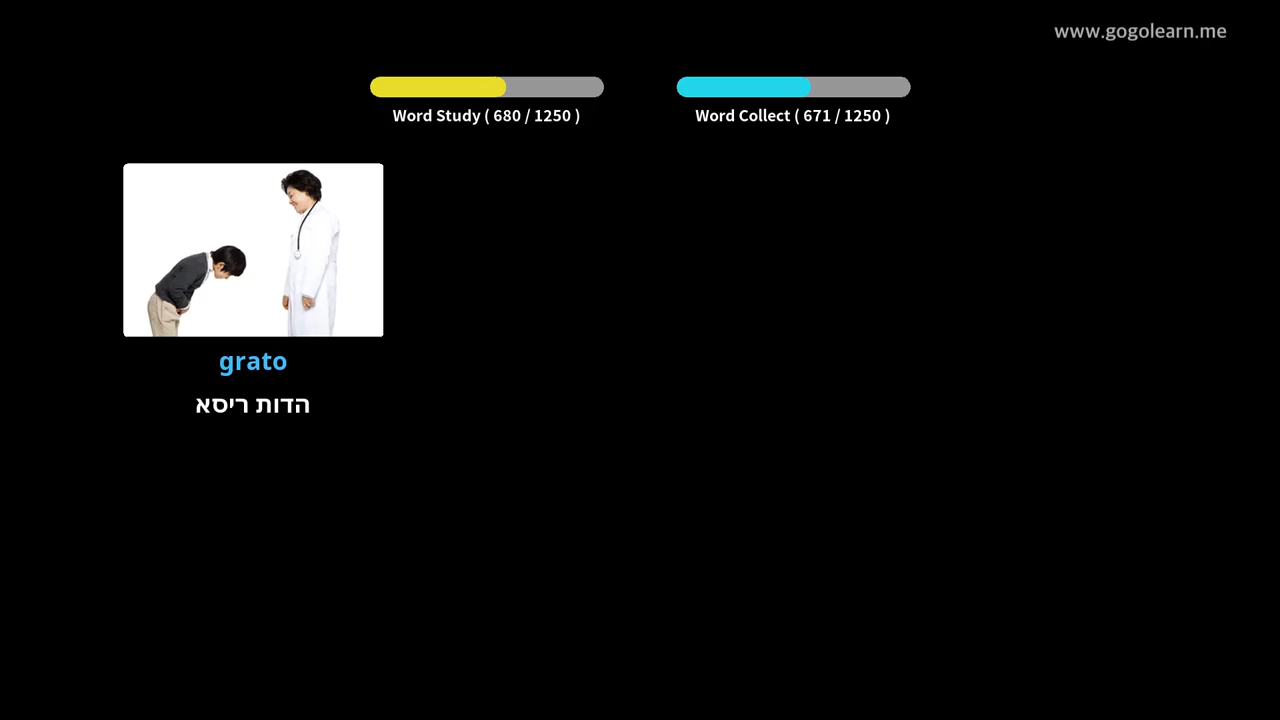 www.gogolearn.me
Word Study ( 680 / 1250 )
Word Collect ( 671 / 1250 )
grato
הדות ריסא